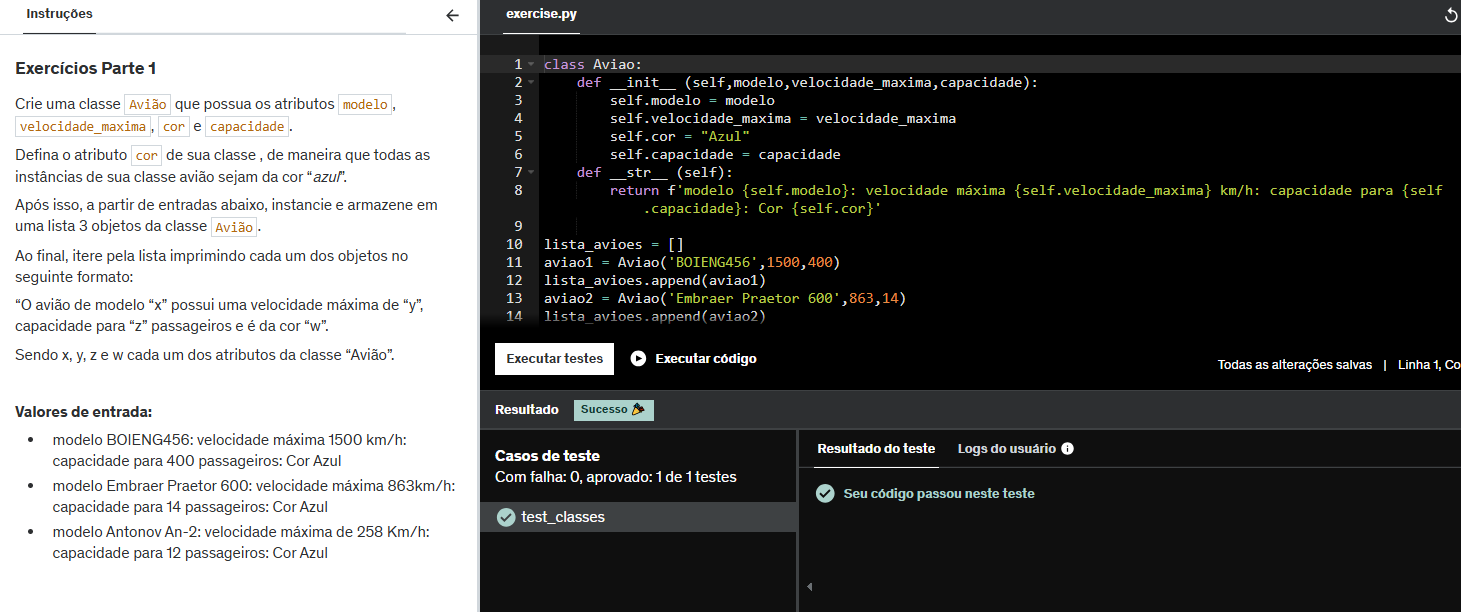 Instruções
Exercícios Parte 1
Crie uma classe Avião que possua os atributos modelo,
velocidade_maxima, cor e capacidade.
Defina o atributo cor de sua classe , de maneira que todas as
instâncias de sua classe avião sejam da cor “azul”.
Após isso, a partir de entradas abaixo, instancie e armazene em
uma lista 3 objetos da classe Avião.
Ao final, itere pela lista imprimindo cada um dos objetos no
seguinte formato:
“O avião de modelo “x” possui uma velocidade máxima de “y”,
capacidade para “z” passageiros e é da cor “w”.
Sendo x, y, z e w cada um dos atributos da classe “Avião”.
Valores de entrada:
• modelo BOIENG456: velocidade máxima 1500 km/h:
capacidade para 400 passageiros: Cor Azul
• modelo Embraer Praetor 600: velocidade máxima 863km/h:
capacidade para 14 passageiros: Cor Azul
• modelo Antonov An-2: velocidade máxima de 258 Km/h:
capacidade para 12 passageiros: Cor Azul
exercise.py
1 class Aviao:
2     def __init__ (self,modelo,velocidade_maxima,capacidade):
3         self.modelo = modelo
4         self.velocidade_maxima = velocidade_maxima
5         self.cor = "Azul"
6         self.capacidade = capacidade
7     def __str__ (self):
8         return f'modelo {self.modelo}: velocidade máxima {self.velocidade_maxima} km/h: capacidade para {self
            .capacidade}: Cor {self.cor}'
9
10 lista_avioes = []
11 aviao1 = Aviao('BOIENG456',1500,400)
12 lista_avioes.append(aviao1)
13 aviao2 = Aviao('Embraer Praetor 600',863,14)
14 lista_avioes.append(aviao2)
Executar testes
Executar código
Todas as alterações salvas | Linha 1, Co
Resultado Sucesso
Casos de teste
Com falha: 0, aprovado: 1 de 1 testes
test_classes
Resultado do teste Logs do usuário
Seu código passou neste teste